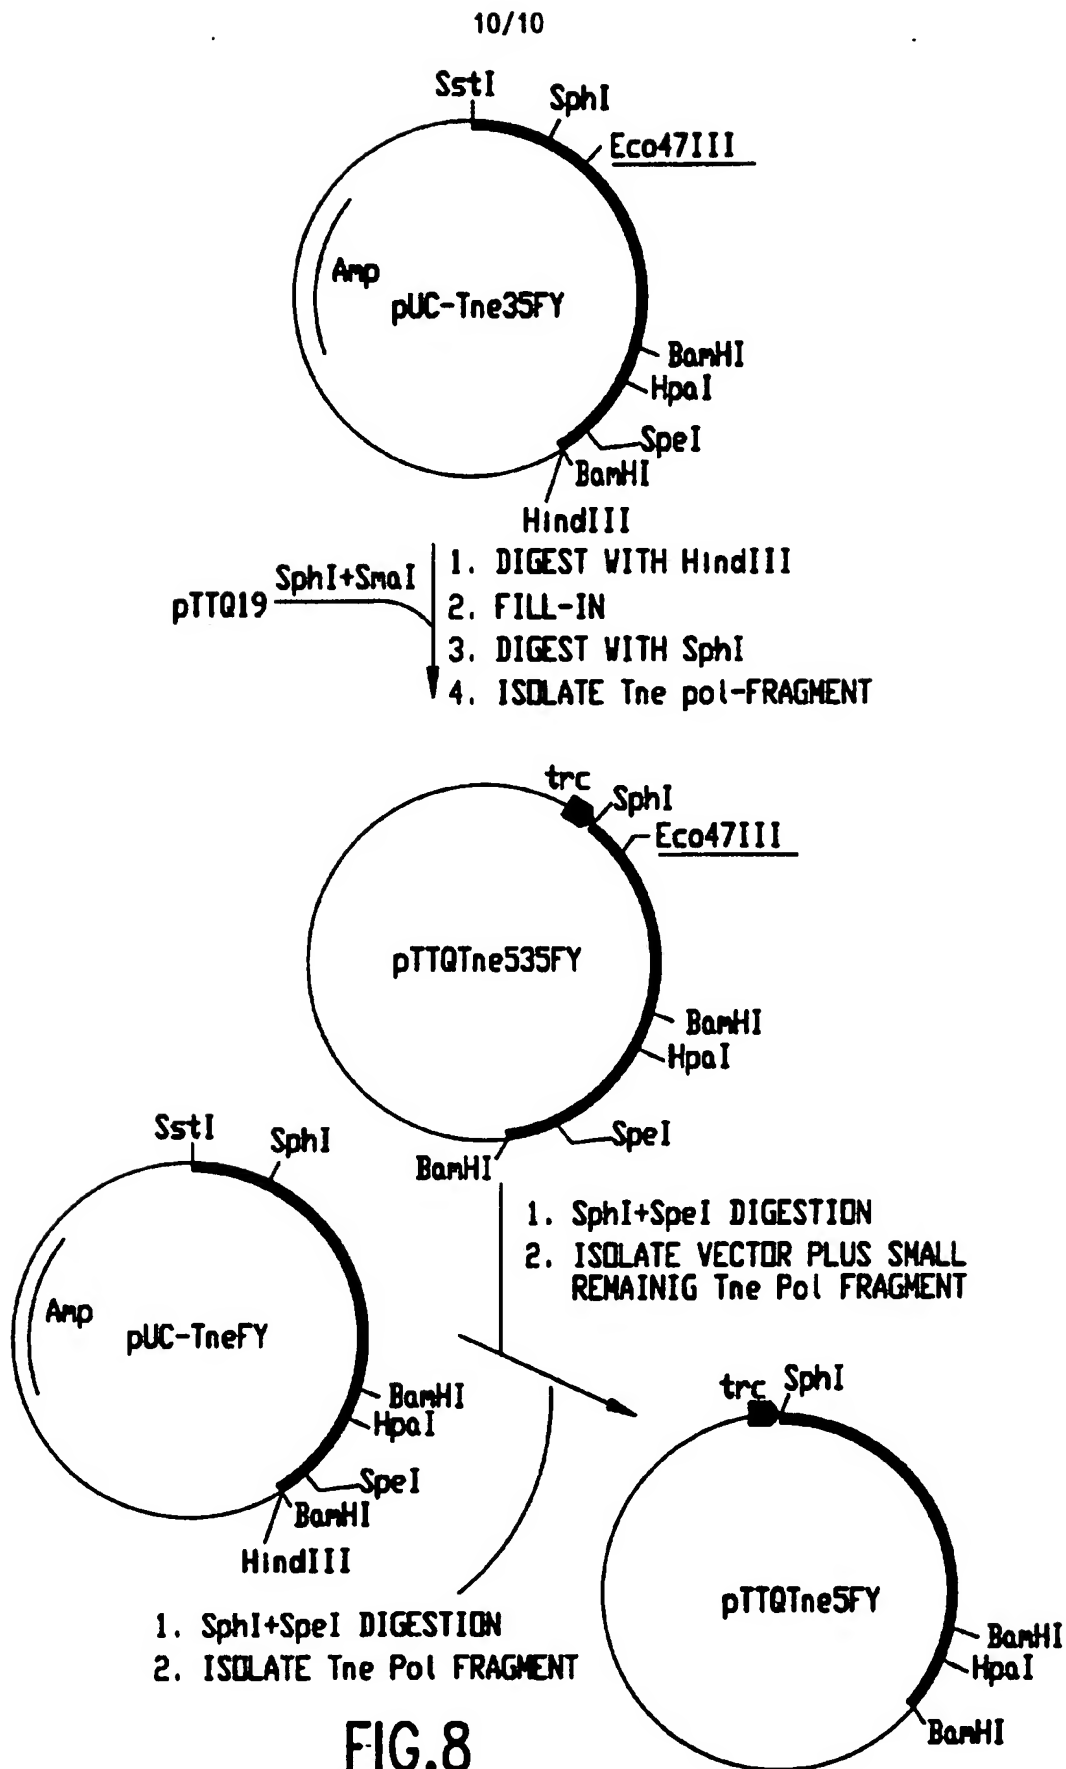 10/10
SstI
SphI
Eco47III
Amp
pUC-Tne35FY
BamHI
HpaI
SpeI
BamHI
HindIII
pTTQ19
SphI+SmaI
1. DIGEST WITH HindIII
2. FILL-IN
3. DIGEST WITH SphI
4. ISOLATE Tne pol-FRAGMENT
trc
SphI
Eco47III
pTTQTne535FY
BamHI
HpaI
SpeI
BamHI
SstI
SphI
Amp
pUC-TneFY
BamHI
HpaI
SpeI
BamHI
HindIII
1. SphI+SpeI DIGESTION
2. ISOLATE VECTOR PLUS SMALL
REMAINIG Tne Pol FRAGMENT
1. SphI+SpeI DIGESTION
2. ISOLATE Tne Pol FRAGMENT
trc
SphI
pTTQTne5FY
BamHI
HpaI
BamHI
FIG.8